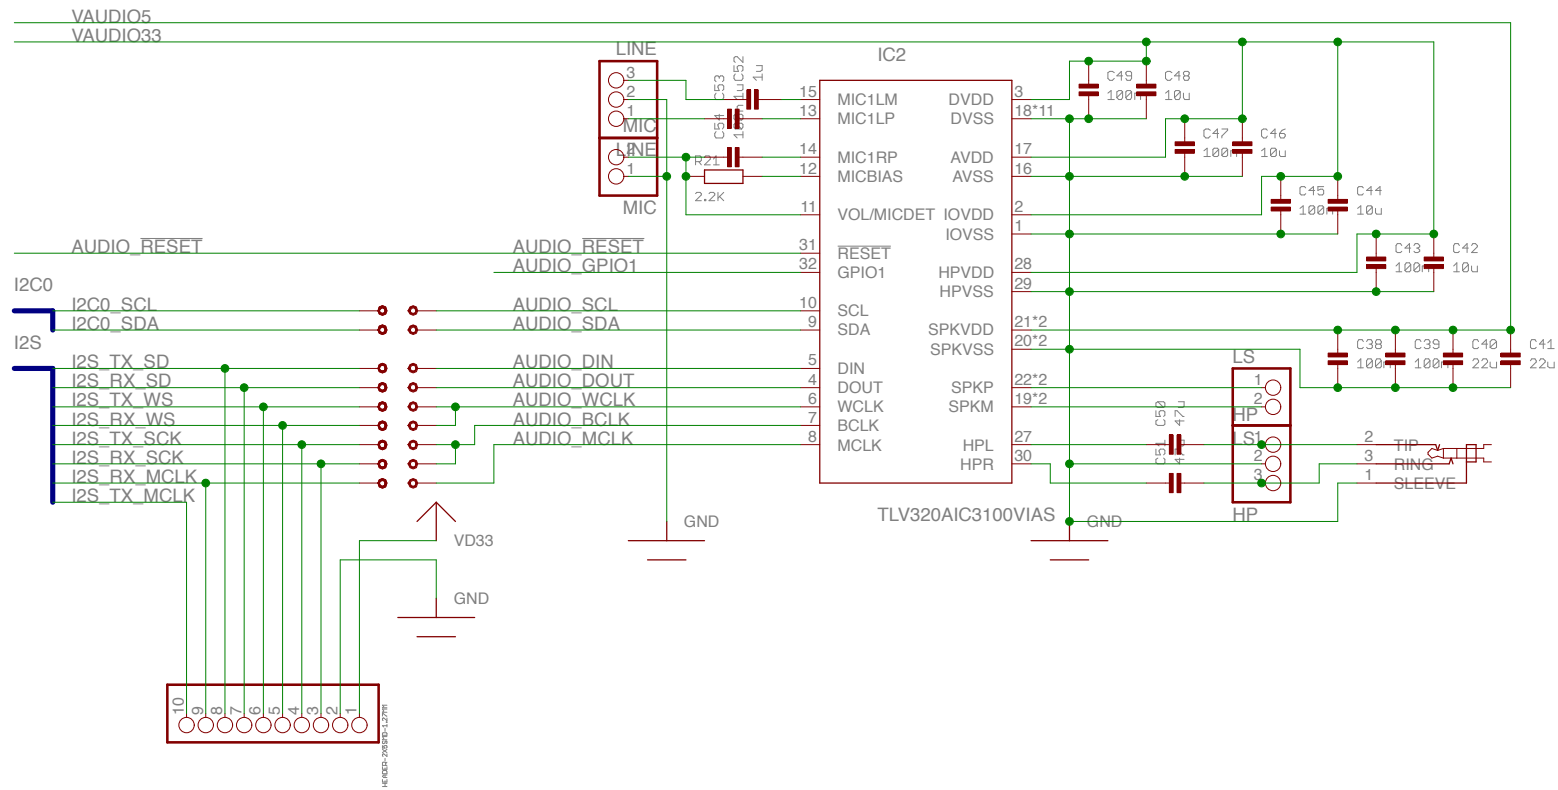 VAUDIO5
VAUDIO33
LINE
3
2
1
MIC
LINE
2
1
MIC
C53
1u
C52
1u
C54
R21
2.2K
IC2
15 MIC1LM
13 MIC1LP
14 MIC1RP
12 MICBIAS
11 VOL/MICDET
31 RESET
32 GPIO1
10 SCL
9 SDA
5 DIN
4 DOUT
6 WCLK
7 BCLK
8 MCLK
DVDD 3
DVSS 18*11
AVDD 17
AVSS 16
IOVDD 2
IOVSS 1
HPVDD 28
HPVSS 29
SPKVDD 21*2
SPKVSS 20*2
SPKP 22*2
SPKM 19*2
HPL 27
HPR 30
TLV320AIC3100VIAS
C49
100n
C48
10u
C47
100n
C46
10u
C45
100n
C44
10u
C43
100n
C42
10u
C38
100n
C39
100n
C40
22u
C41
22u
AUDIO_RESET
AUDIO_RESET
AUDIO_GPIO1
I2C0
I2C0_SCL
I2C0_SDA
AUDIO_SCL
AUDIO_SDA
I2S
I2S_TX_SD
I2S_RX_SD
I2S_TX_WS
I2S_RX_WS
I2S_TX_SCK
I2S_RX_SCK
I2S_RX_MCLK
I2S_TX_MCLK
AUDIO_DIN
AUDIO_DOUT
AUDIO_WCLK
AUDIO_BCLK
AUDIO_MCLK
LS
1
2
HP
LS
1
2
3
HP
C50
47u
C51
2 TIP
3 RING
1 SLEEVE
GND
GND
VD33
GND
10
9
8
7
6
5
4
3
2
1
HEADER-2X5SMD-1.27MM